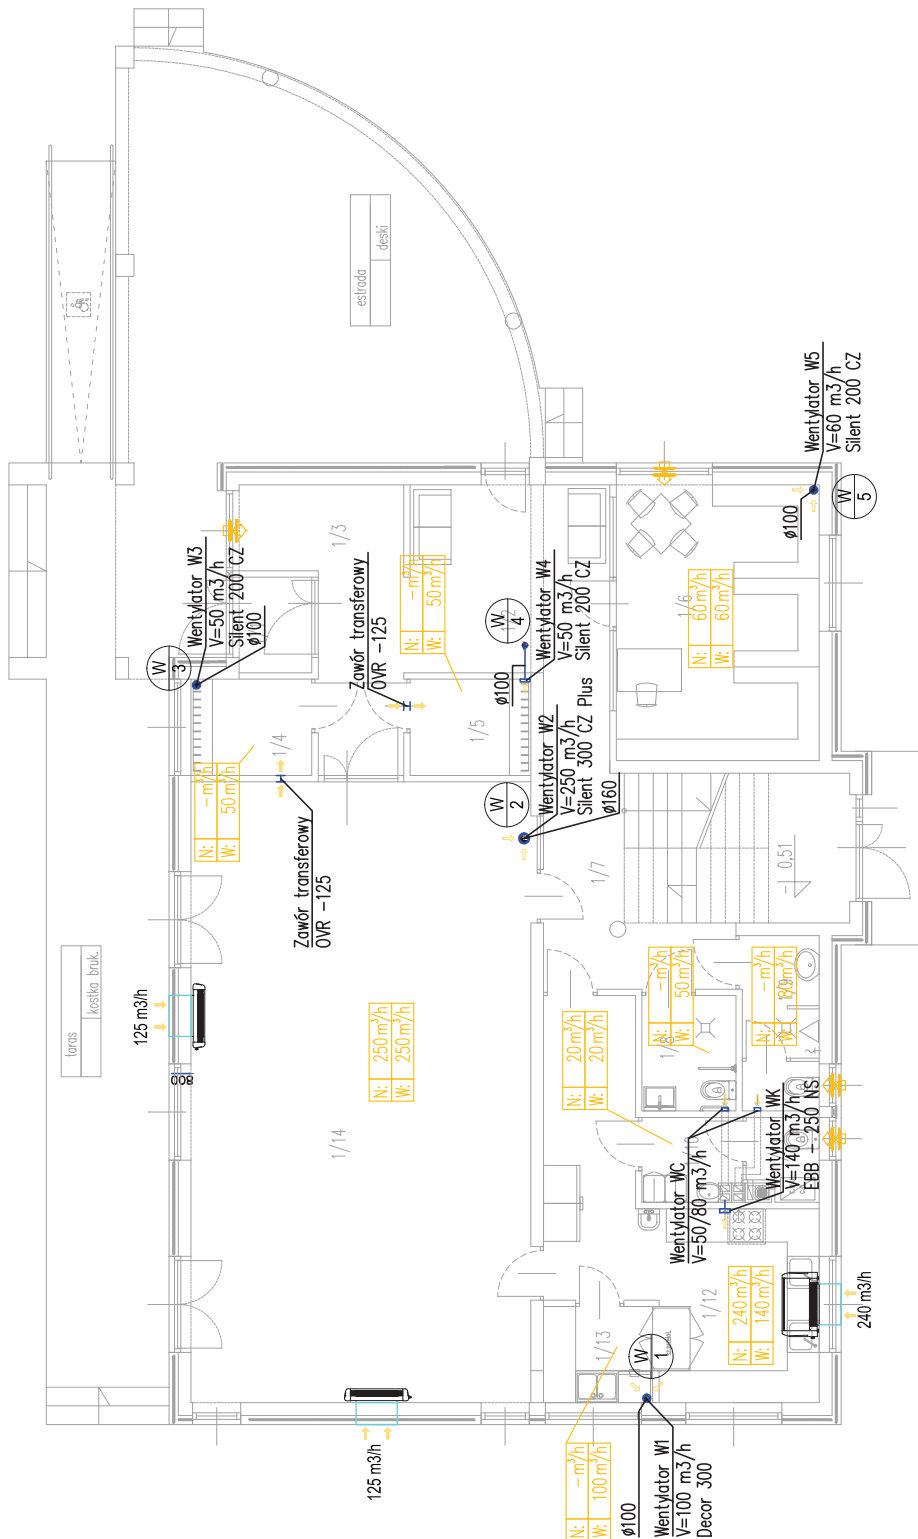 estrada
deski
taras
kostka bruk.
W
3
Wentylator W3
V=50 m3/h
Silent 200 CZ
ø100
1/3
Zawór transferowy
OVR -125
N: - m³/h
W: 50 m³/h
W
4
Wentylator W4
V=50 m3/h
Silent 200 CZ
ø100
W
5
Wentylator W5
V=60 m3/h
Silent 200 CZ
ø100
1/6
N: 60 m³/h
W: 60 m³/h
1/4
N: - m³/h
W: 50 m³/h
1/5
W
2
Wentylator W2
V=250 m3/h
Silent 300 CZ Plus
ø160
Zawór transferowy
OVR -125
1/7
- 0,51
125 m3/h
800
N: 250 m³/h
W: 250 m³/h
1/14
N: 20 m³/h
W: 20 m³/h
N: - m³/h
W: 50 m³/h
N: - m³/h
W: - m³/h
Wentylator WC
V=50/80 m3/h
Wentylator WK
V=140 m3/h
EBB - 250 NS
1/12
N: 240 m³/h
W: 140 m³/h
240 m3/h
1/13
W
1
N: - m³/h
W: 100 m³/h
ø100
Wentylator W1
V=100 m3/h
Decor 300
125 m3/h